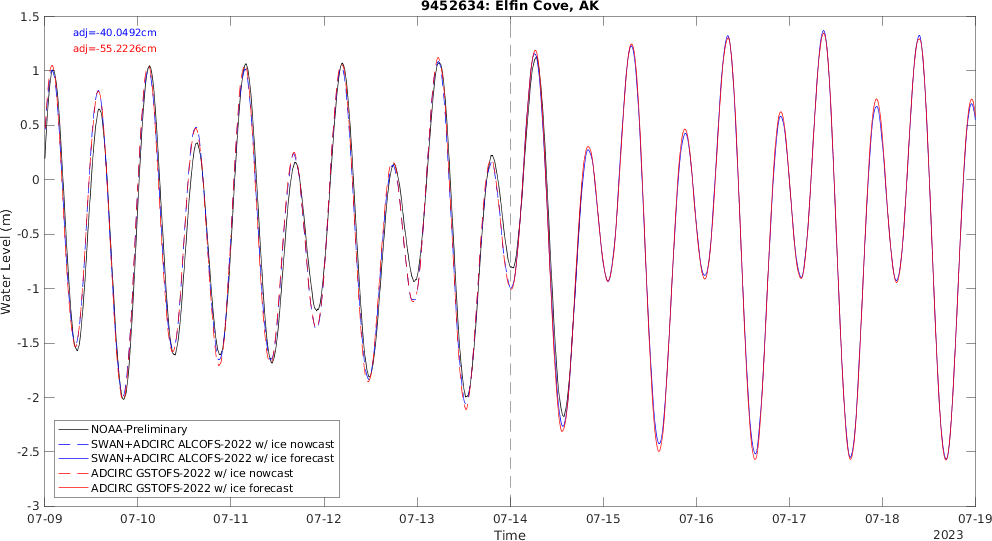 9452634: Elfin Cove, AK
adj=-40.0492cm
adj=-55.2226cm
1.5
1
0.5
0
-0.5
-1
-1.5
-2
-2.5
-3
Water Level (m)
NOAA-Preliminary
SWAN+ADCIRC ALCOFS-2022 w/ ice nowcast
SWAN+ADCIRC ALCOFS-2022 w/ ice forecast
ADCIRC GSTOFS-2022 w/ ice nowcast
ADCIRC GSTOFS-2022 w/ ice forecast
07-09 07-10 07-11 07-12 07-13 07-14 07-15 07-16 07-17 07-18 07-19
Time
2023